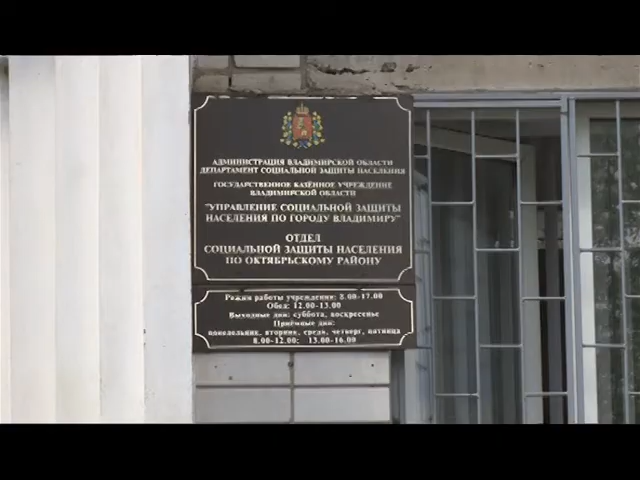 АДМИНИСТРАЦИЯ ВЛАДИМИРСКОЙ ОБЛАСТИ
ДЕПАРТАМЕНТ СОЦИАЛЬНОЙ ЗАЩИТЫ НАСЕЛЕНИЯ
ГОСУДАРСТВЕННОЕ КАЗЁННОЕ УЧРЕЖДЕНИЕ
ВЛАДИМИРСКОЙ ОБЛАСТИ
"УПРАВЛЕНИЕ СОЦИАЛЬНОЙ ЗАЩИТЫ
НАСЕЛЕНИЯ ПО ГОРОДУ ВЛАДИМИРУ"
ОТДЕЛ
СОЦИАЛЬНОЙ ЗАЩИТЫ НАСЕЛЕНИЯ
ПО ОКТЯБРЬСКОМУ РАЙОНУ
Режим работы учреждения: 8.00-17.00
Обед: 12.00-13.00
Выходные дни: суббота, воскресенье
Приёмные дни:
понедельник, вторник, среда, четверг, пятница
8.00-12.00; 13.00-16.00